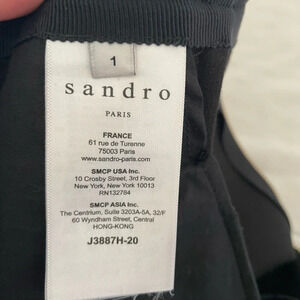 1
sandro
PARIS
FRANCE
61 rue de Turenne
75003 Paris
www.sandro-paris.com
SMCP USA Inc.
10 Crosby Street, 3rd Floor
New York, New York 10013
RN132784
SMCP ASIA Inc.
The Centrium, Suite 3203A-5A, 32/F
60 Wyndham Street, Central
HONG-KONG
J3887H-20